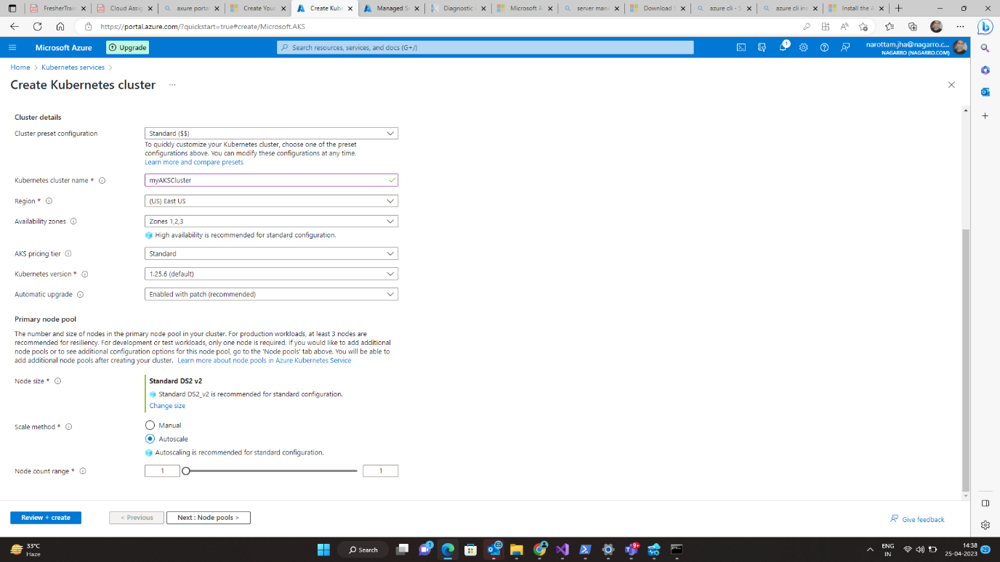 FresherTrain
Cloud Assig
axure porta
Create Your
Create Kube
Managed Se
Diagnostic
Microsoft A
server manA
Download S
azure cli - S
azure cli ins
Install the A
https://portal.azure.com/?quickstart=true#create/Microsoft.AKS
Microsoft Azure
Upgrade
Search resources, services, and docs (G+/)
1
narottam.jha@nagarro.c...
NAGARRO (NAGARRO.COM)
Home > Kubernetes services >
Create Kubernetes cluster ...
Cluster details
Cluster preset configuration
Standard ($$)
To quickly customize your Kubernetes cluster, choose one of the preset
configurations above. You can modify these configurations at any time.
Learn more and compare presets
Kubernetes cluster name *
myAKSCluster
Region *
(US) East US
Availability zones
Zones 1,2,3
High availability is recommended for standard configuration.
AKS pricing tier
Standard
Kubernetes version *
1.25.6 (default)
Automatic upgrade
Enabled with patch (recommended)
Primary node pool
The number and size of nodes in the primary node pool in your cluster. For production workloads, at least 3 nodes are
recommended for resiliency. For development or test workloads, only one node is required. If you would like to add additional
node pools or to see additional configuration options for this node pool, go to the 'Node pools' tab above. You will be able to
add additional node pools after creating your cluster. Learn more about node pools in Azure Kubernetes Service
Node size *
Standard DS2 v2
Standard DS2_v2 is recommended for standard configuration.
Change size
Scale method *
Manual
Autoscale
Autoscaling is recommended for standard configuration.
Node count range *
1
1
Review + create
< Previous
Next : Node pools >
Give feedback
33°C
Haze
Search
1
9+
ENG
IN
14:38
25-04-2023
29